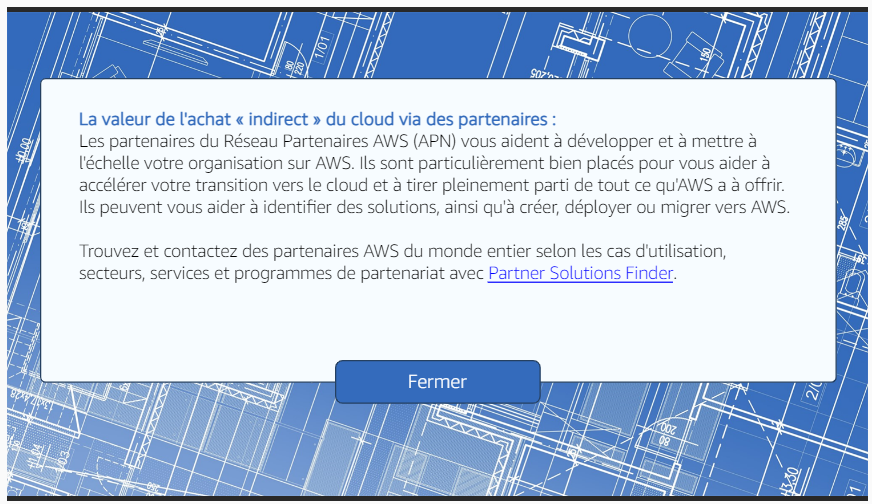 La valeur de l'achat « indirect » du cloud via des partenaires :
Les partenaires du Réseau Partenaires AWS (APN) vous aident à développer et à mettre à
l'échelle votre organisation sur AWS. Ils sont particulièrement bien placés pour vous aider à
accélérer votre transition vers le cloud et à tirer pleinement parti de tout ce qu'AWS a à offrir.
Ils peuvent vous aider à identifier des solutions, ainsi qu'à créer, déployer ou migrer vers AWS.
Trouvez et contactez des partenaires AWS du monde entier selon les cas d'utilisation,
secteurs, services et programmes de partenariat avec Partner Solutions Finder.
Fermer